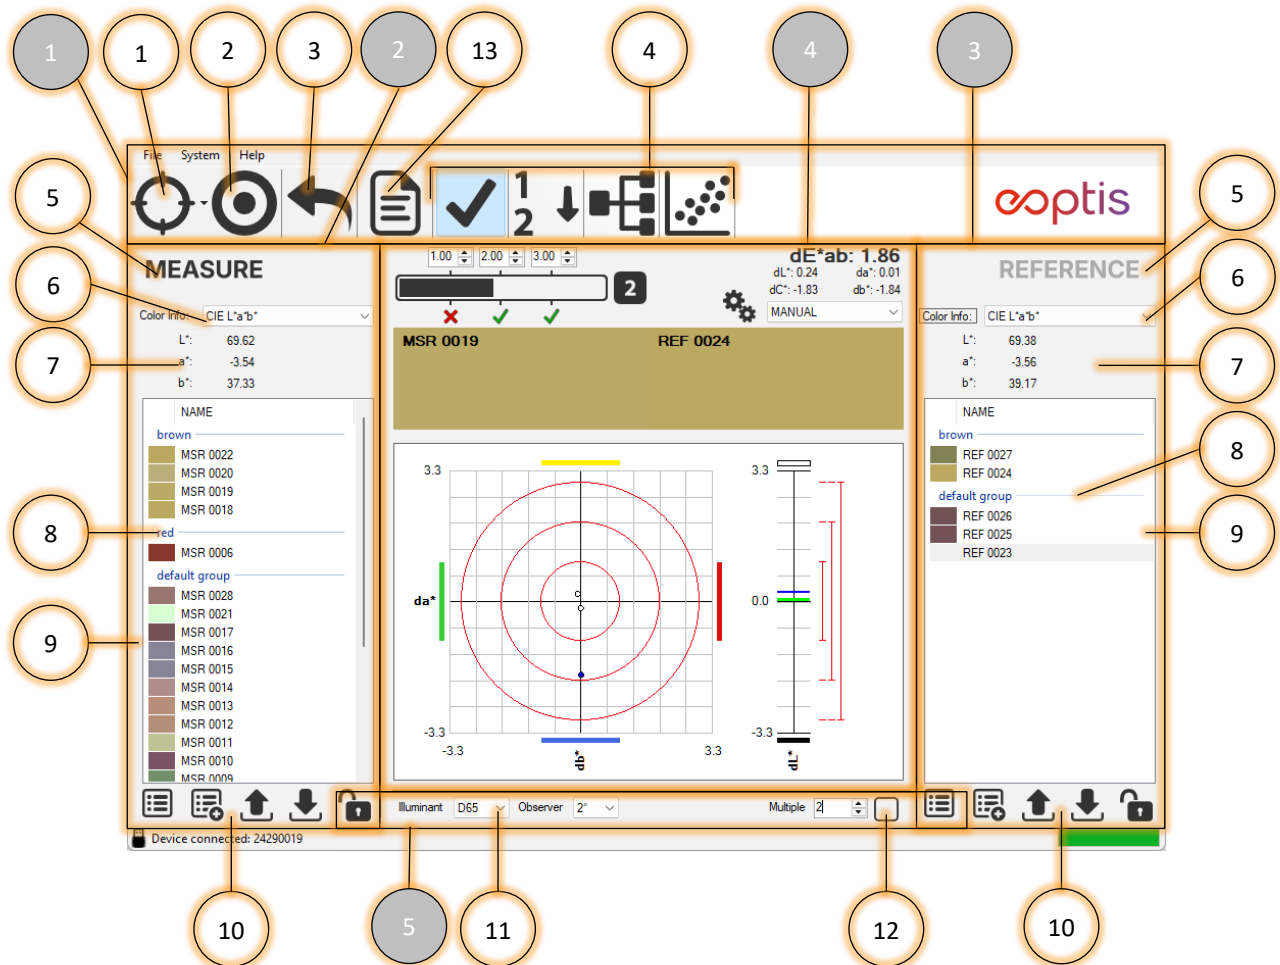 1 1 2 3 2 13 4 4 3
File System Help
5 5
eoptis
1
2
MEASURE
1.00 2.00 3.00
2
dE*ab: 1.86
dL*: 0.24 da*: 0.01
dC*: -1.83 db*: -1.84
MANUAL
REFERENCE
6 6
Color Info: CIE L*a*b*
L*: 69.62
a*: -3.54
b*: 37.33
7
MSR 0019 REF 0024
Color Info: CIE L*a*b*
L*: 69.38
a*: -3.56
b*: 39.17
7
NAME
brown
MSR 0022
MSR 0020
MSR 0019
MSR 0018
red
8
MSR 0006
default group
MSR 0028
MSR 0021
MSR 0017
MSR 0016
9
MSR 0015
MSR 0014
MSR 0013
MSR 0012
MSR 0011
MSR 0010
MSR 0009
3.3
da*
-3.3
-3.3 db* 3.3
3.3
0.0
-3.3
dL*
NAME
brown
REF 0027
8
REF 0024
default group
REF 0026
REF 0025
9
REF 0023
Illuminant D65 Observer 2° Multiple 2
Device connected: 24290019
10 5 11 12 10